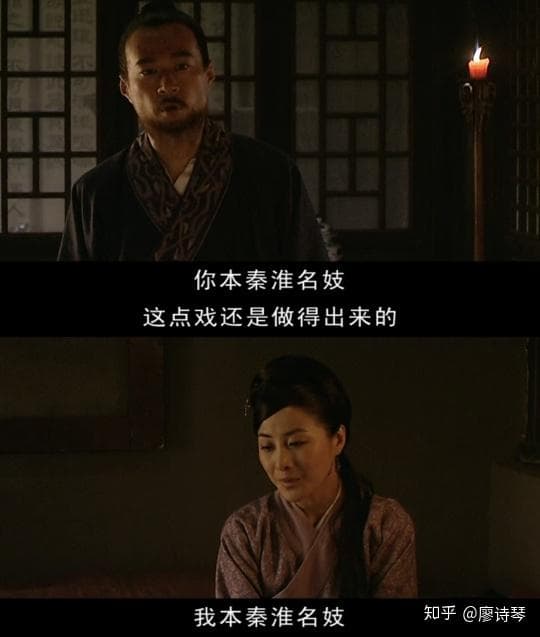 你本秦淮名妓
这点戏还是做得出来的
我本秦淮名妓
知乎 @廖诗琴